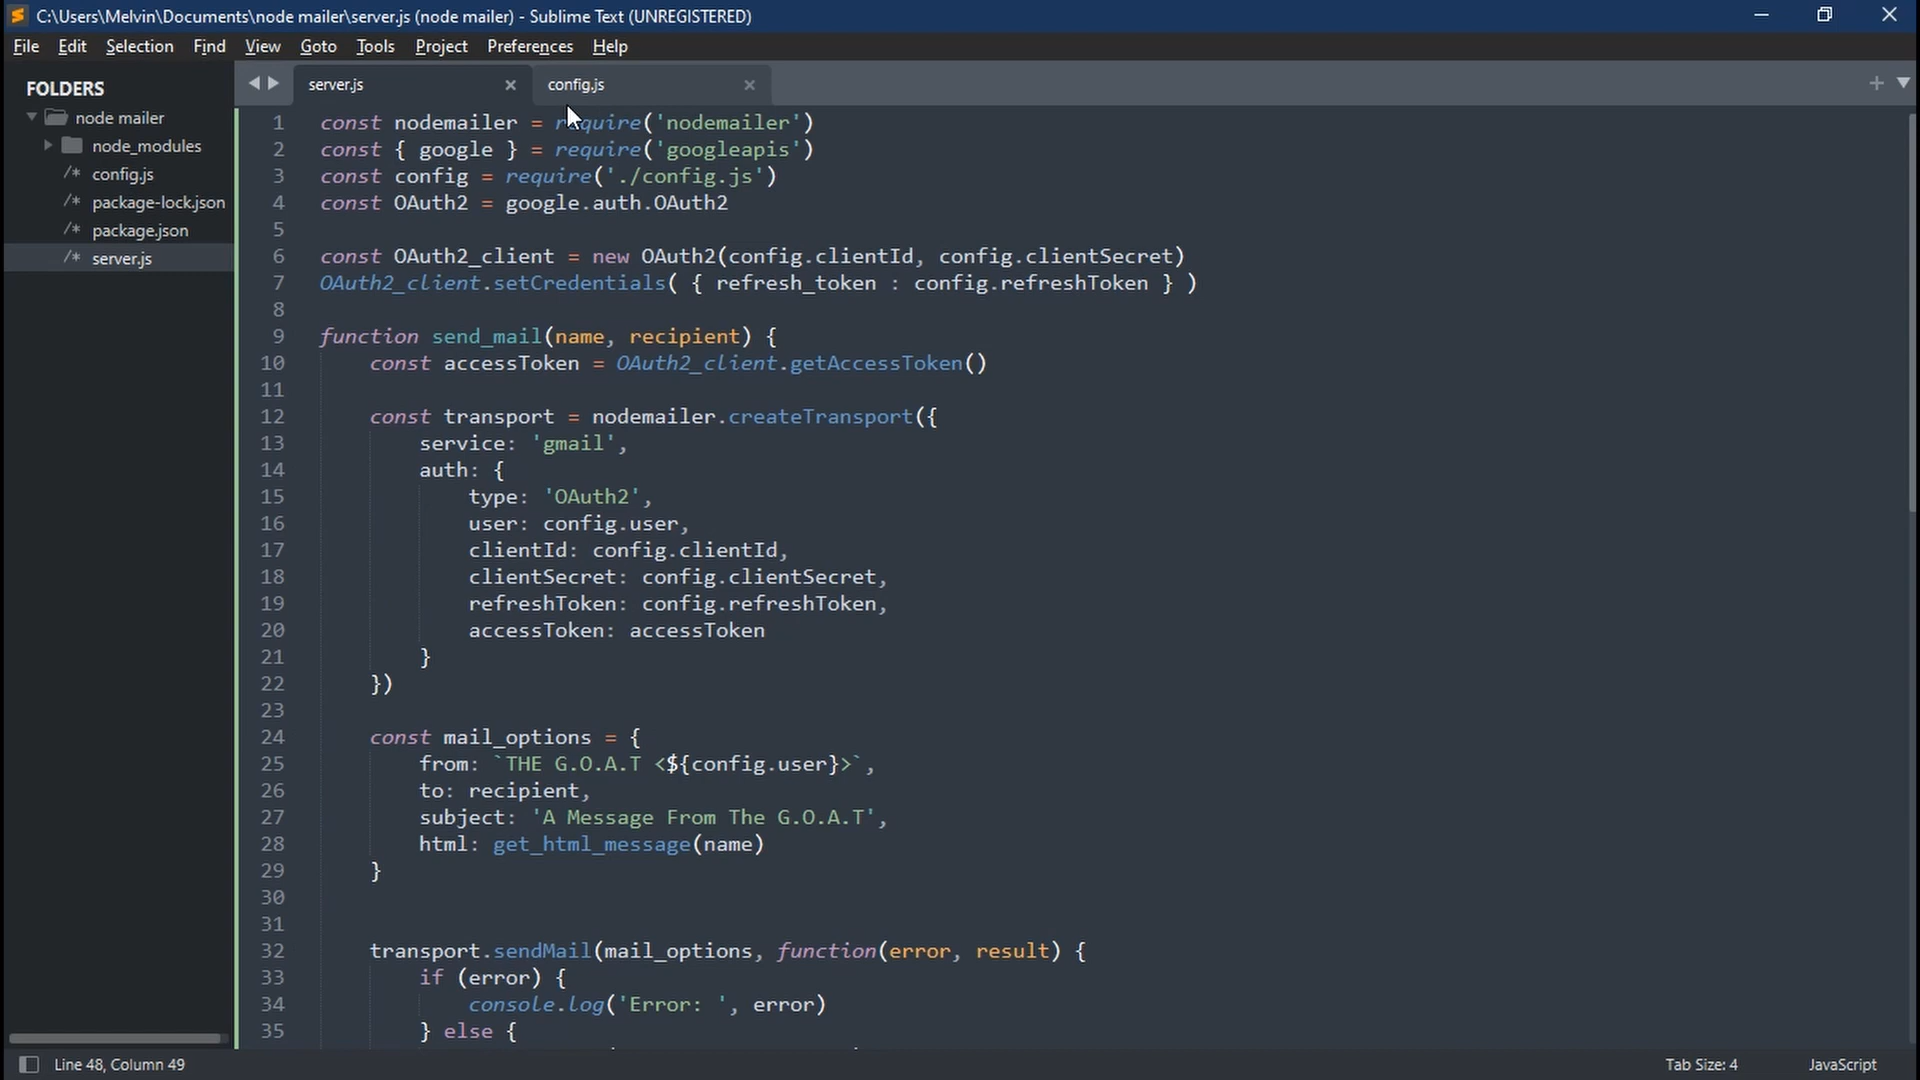 C:\Users\Melvin\Documents\node mailer\server.js (node mailer) - Sublime Text (UNREGISTERED)
File Edit Selection Find View Goto Tools Project Preferences Help
FOLDERS
node mailer
node_modules
/* config.js
/* package-lock.json
/* package.json
/* server.js
server.js
config.js
1 const nodemailer = require('nodemailer')
2 const { google } = require('googleapis')
3 const config = require('./config.js')
4 const OAuth2 = google.auth.OAuth2
5
6 const OAuth2_client = new OAuth2(config.clientId, config.clientSecret)
7 OAuth2_client.setCredentials( { refresh_token : config.refreshToken } )
8
9 function send_mail(name, recipient) {
10 const accessToken = OAuth2_client.getAccessToken()
11
12 const transport = nodemailer.createTransport({
13 service: 'gmail',
14 auth: {
15 type: 'OAuth2',
16 user: config.user,
17 clientId: config.clientId,
18 clientSecret: config.clientSecret,
19 refreshToken: config.refreshToken,
20 accessToken: accessToken
21 }
22 })
23
24 const mail_options = {
25 from: `THE G.O.A.T <${config.user}>`,
26 to: recipient,
27 subject: 'A Message From The G.O.A.T',
28 html: get_html_message(name)
29 }
30
31
32 transport.sendMail(mail_options, function(error, result) {
33 if (error) {
34 console.log('Error: ', error)
35 } else {
Line 48, Column 49
Tab Size: 4
JavaScript